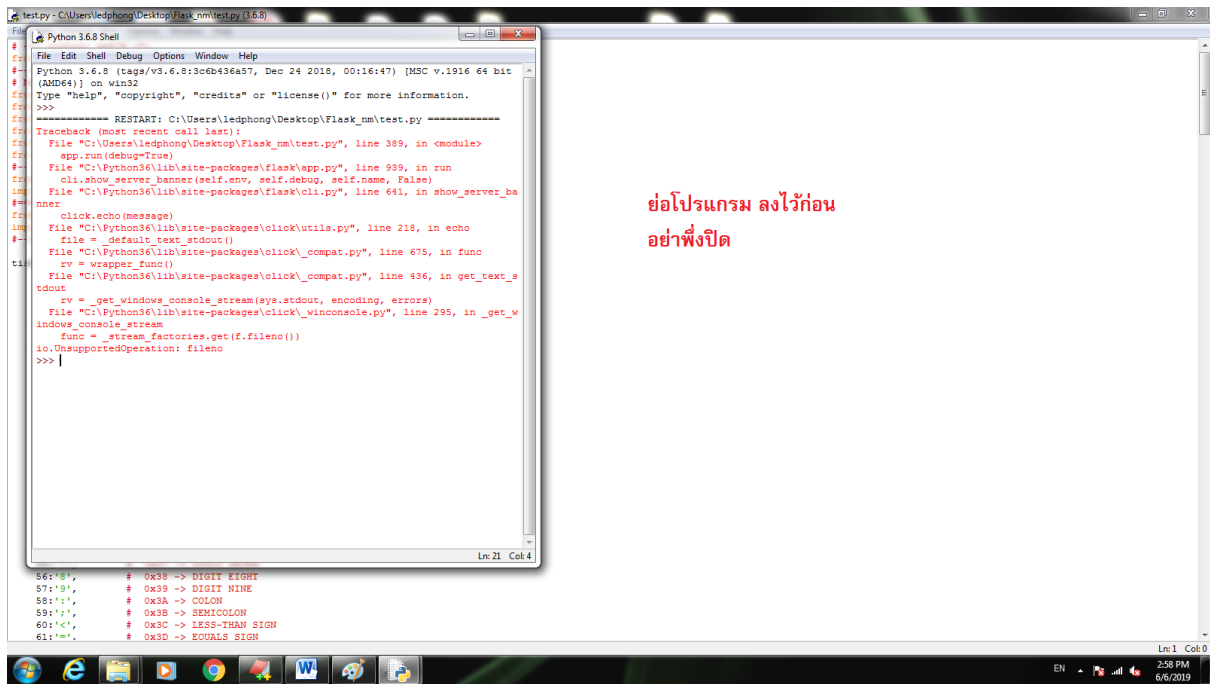 test.py - C:\Users\ledphong\Desktop\Flask_nm\test.py (3.6.8)
Python 3.6.8 Shell
File Edit Shell Debug Options Window Help
Python 3.6.8 (tags/v3.6.8:3c6b436a57, Dec 24 2018, 00:16:47) [MSC v.1916 64 bit
(AMD64)] on win32
Type "help", "copyright", "credits" or "license()" for more information.
>>>
============ RESTART: C:\Users\ledphong\Desktop\Flask_nm\test.py ============
Traceback (most recent call last):
File "C:\Users\ledphong\Desktop\Flask_nm\test.py", line 389, in <module>
app.run(debug=True)
File "C:\Python36\lib\site-packages\flask\app.py", line 939, in run
cli.show_server_banner(self.env, self.debug, self.name, False)
File "C:\Python36\lib\site-packages\flask\cli.py", line 641, in show_server_ba
nner
click.echo(message)
File "C:\Python36\lib\site-packages\click\utils.py", line 218, in echo
file = _default_text_stdout()
File "C:\Python36\lib\site-packages\click\_compat.py", line 675, in func
rv = wrapper_func()
File "C:\Python36\lib\site-packages\click\_compat.py", line 436, in get_text_s
tdout
rv = _get_windows_console_stream(sys.stdout, encoding, errors)
File "C:\Python36\lib\site-packages\click\_winconsole.py", line 295, in _get_w
indows_console_stream
func = _stream_factories.get(f.fileno())
io.UnsupportedOperation: fileno
>>>
Ln: 21 Col: 4
ย่อโปรแกรม ลงไว้ก่อน
อย่าพึ่งปิด
56:'8', # 0x38 -> DIGIT EIGHT
57:'9', # 0x39 -> DIGIT NINE
58:':', # 0x3A -> COLON
59:';', # 0x3B -> SEMICOLON
60:'<', # 0x3C -> LESS-THAN SIGN
61:'=', # 0x3D -> EQUALS SIGN
Ln: 1 Col: 0
EN
2:58 PM
6/6/2019